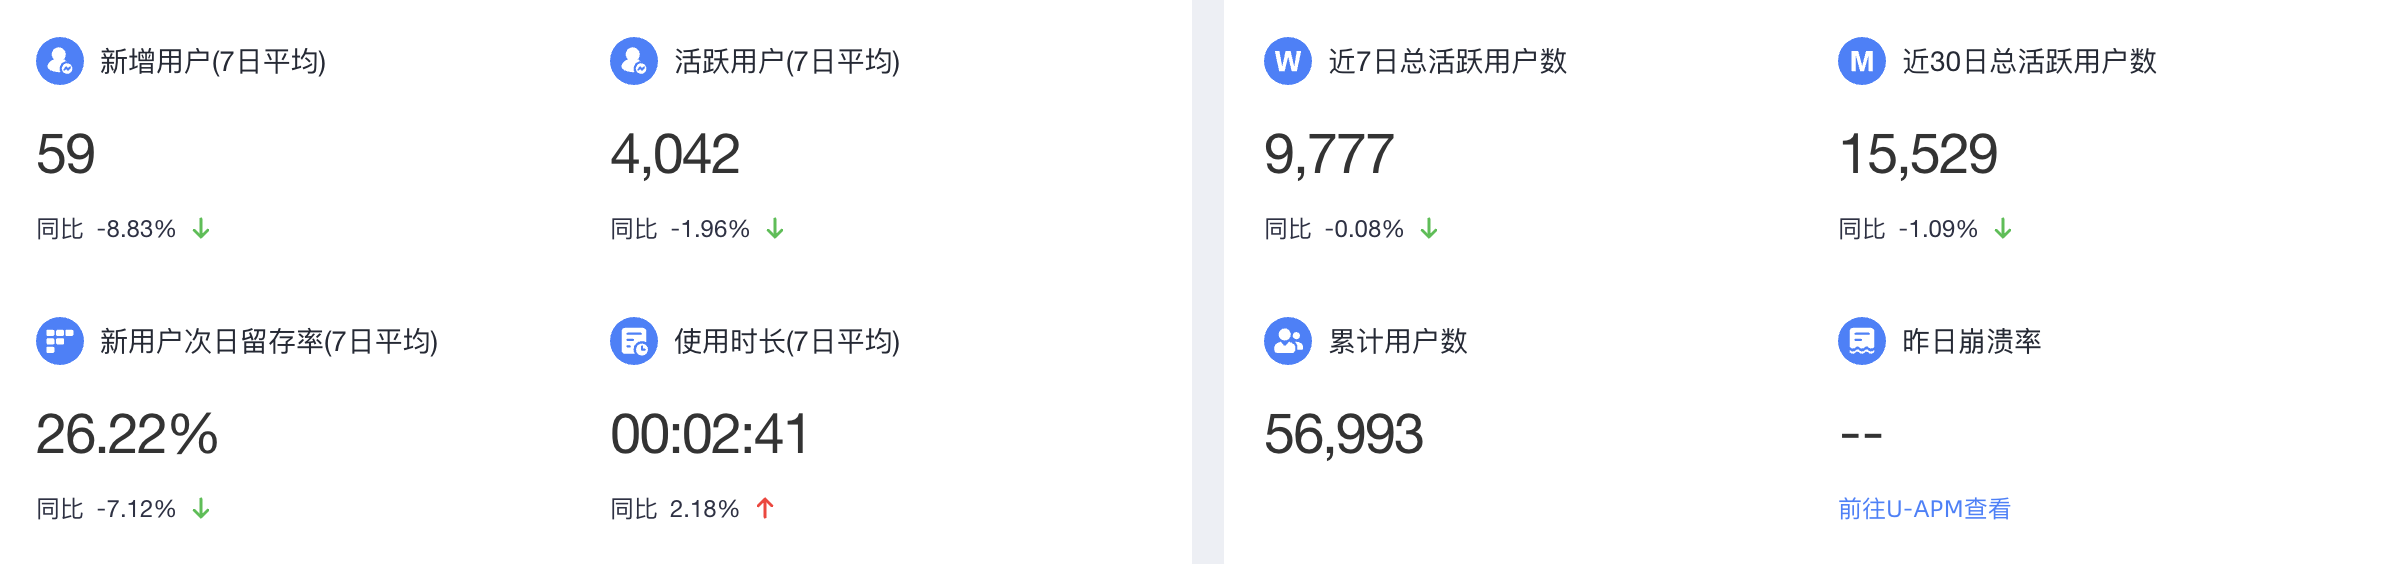 新增用户(7日平均)
59
同比 -8.83% ↓
活跃用户(7日平均)
4,042
同比 -1.96% ↓
新用户次日留存率(7日平均)
26.22%
同比 -7.12% ↓
使用时长(7日平均)
00:02:41
同比 2.18% ↑
W 近7日总活跃用户数
9,777
同比 -0.08% ↓
M 近30日总活跃用户数
15,529
同比 -1.09% ↓
累计用户数
56,993
昨日崩溃率
--
前往U-APM查看